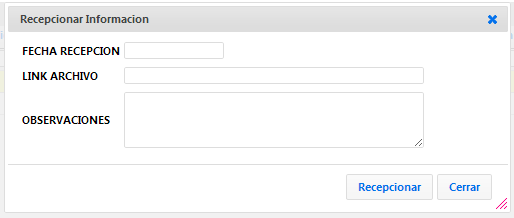 Recepcionar Informacion
FECHA RECEPCION
LINK ARCHIVO
OBSERVACIONES
Recepcionar Cerrar